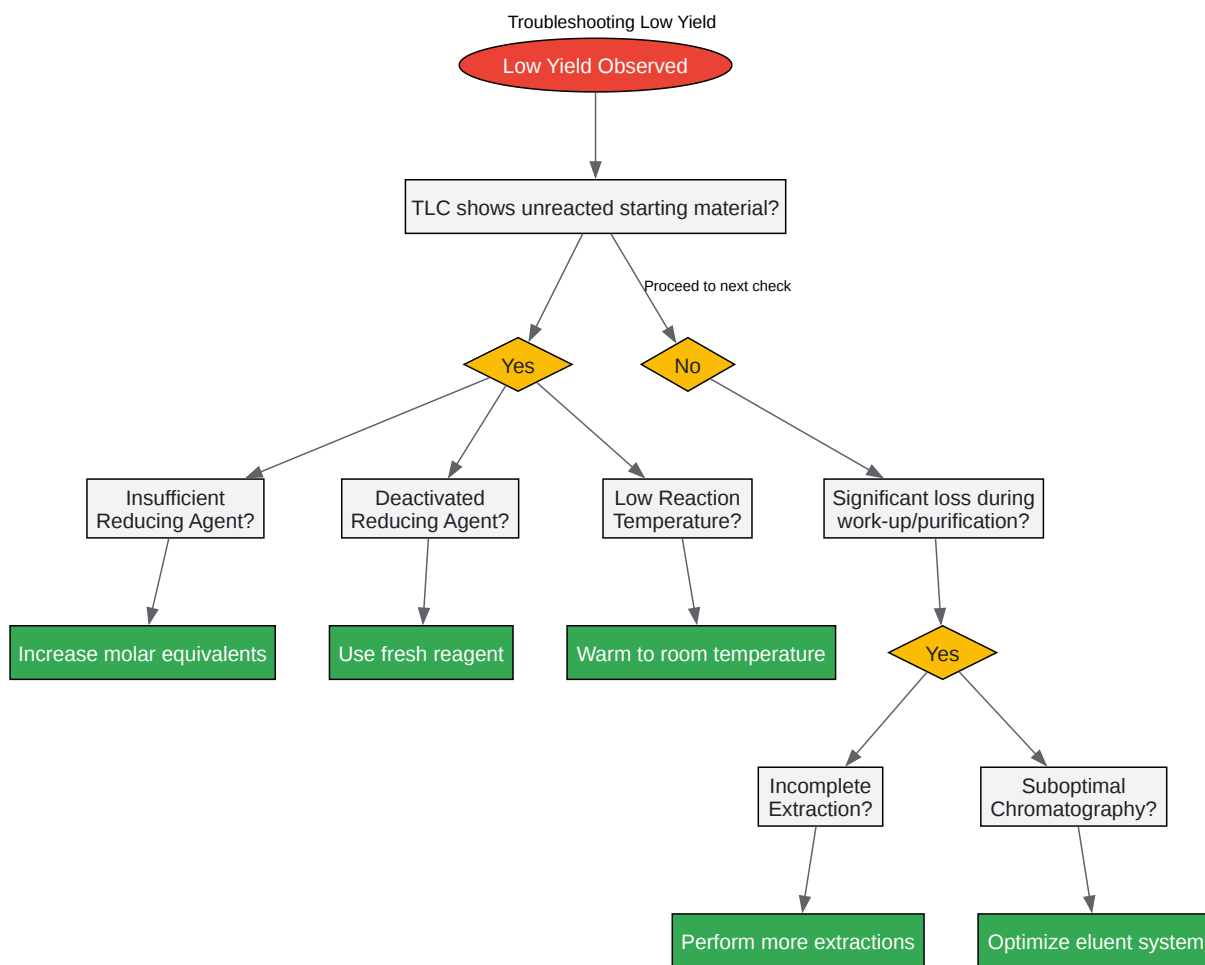 Troubleshooting Low Yield
Low Yield Observed
TLC shows unreacted starting material?
Proceed to next check
Yes
No
Insufficient
Reducing Agent?
Deactivated
Reducing Agent?
Low Reaction
Temperature?
Significant loss during
work-up/purification?
Increase molar equivalents
Use fresh reagent
Warm to room temperature
Yes
Incomplete
Extraction?
Suboptimal
Chromatography?
Perform more extractions
Optimize eluent system